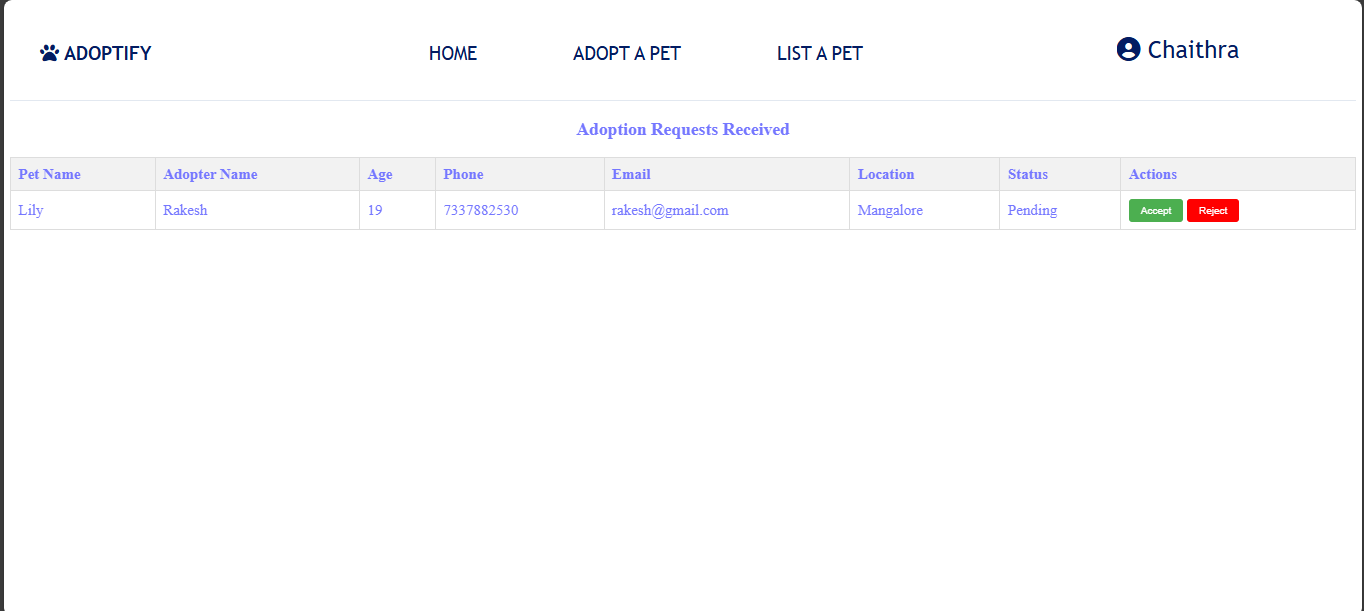 ADOPTIFY HOME ADOPT A PET LIST A PET Chaithra
Adoption Requests Received
Pet Name Adopter Name Age Phone Email Location Status Actions
Lily Rakesh 19 7337882530 rakesh@gmail.com Mangalore Pending Accept Reject